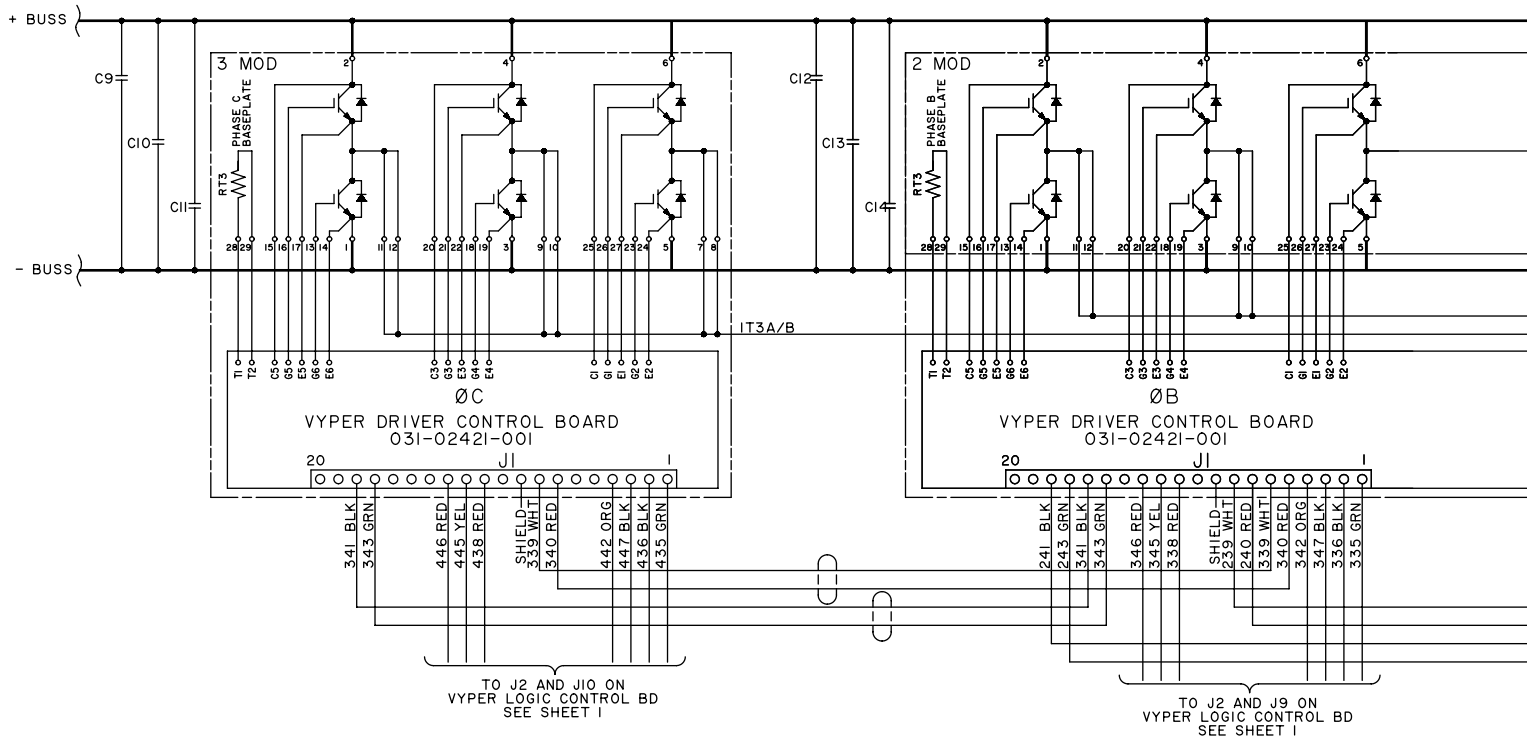 + BUSS
- BUSS
C9
C10
C11
3 MOD
PHASE C
BASEPLATE
RT3
2
4
6
28 29 15 16 17 13 14 1 11 12 20 21 22 18 19 3 9 10 25 26 27 23 24 5 7 8
1T3A/B
T1 T2 C5 G5 E5 G6 E6 C3 G3 E3 G4 E4 C1 G1 E1 G2 E2
ØC
VYPER DRIVER CONTROL BOARD
031-02421-001
20 J1 1
341 BLK
343 GRN
446 RED
445 YEL
438 RED
SHIELD
339 WHT
340 RED
442 ORG
447 BLK
436 BLK
435 GRN
TO J2 AND J10 ON
VYPER LOGIC CONTROL BD
SEE SHEET 1
C12
C13
C14
2 MOD
PHASE B
BASEPLATE
RT3
2
4
6
28 29 15 16 17 13 14 1 11 12 20 21 22 18 19 3 9 10 25 26 27 23 24 5
T1 T2 C5 G5 E5 G6 E6 C3 G3 E3 G4 E4 C1 G1 E1 G2 E2
ØB
VYPER DRIVER CONTROL BOARD
031-02421-001
20 J1 1
241 BLK
243 GRN
341 BLK
343 GRN
346 RED
345 YEL
338 RED
SHIELD
239 WHT
240 RED
339 WHT
340 RED
342 ORG
347 BLK
336 BLK
335 GRN
TO J2 AND J9 ON
VYPER LOGIC CONTROL BD
SEE SHEET 1